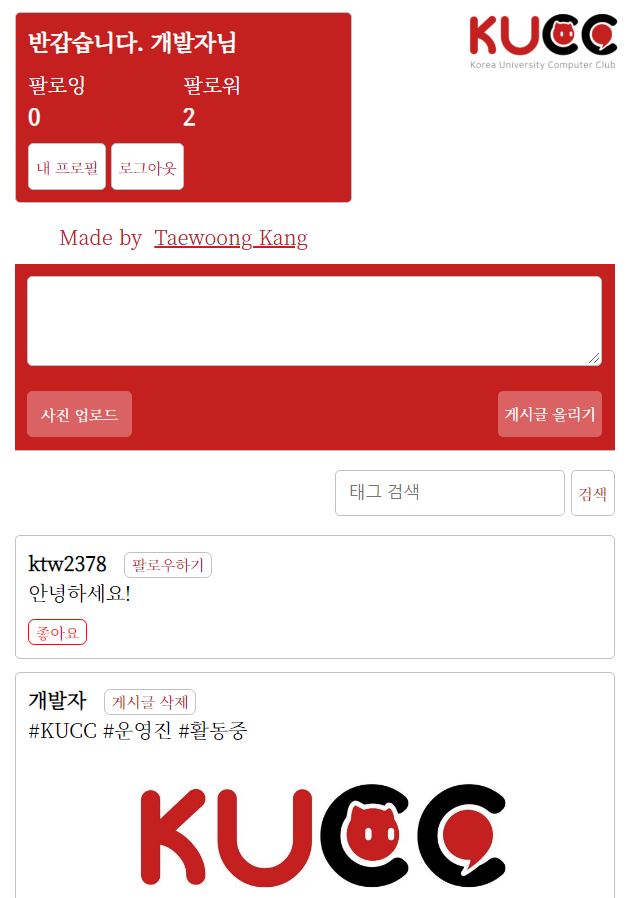 반갑습니다. 개발자님
팔로잉 팔로워
0 2
내 프로필 로그아웃
KUCC
Korea University Computer Club
Made by Taewoong Kang
사진 업로드 게시글 올리기
태그 검색 검색
ktw2378 팔로우하기
안녕하세요!
좋아요
개발자 게시글 삭제
#KUCC #운영진 #활동중
KUCC